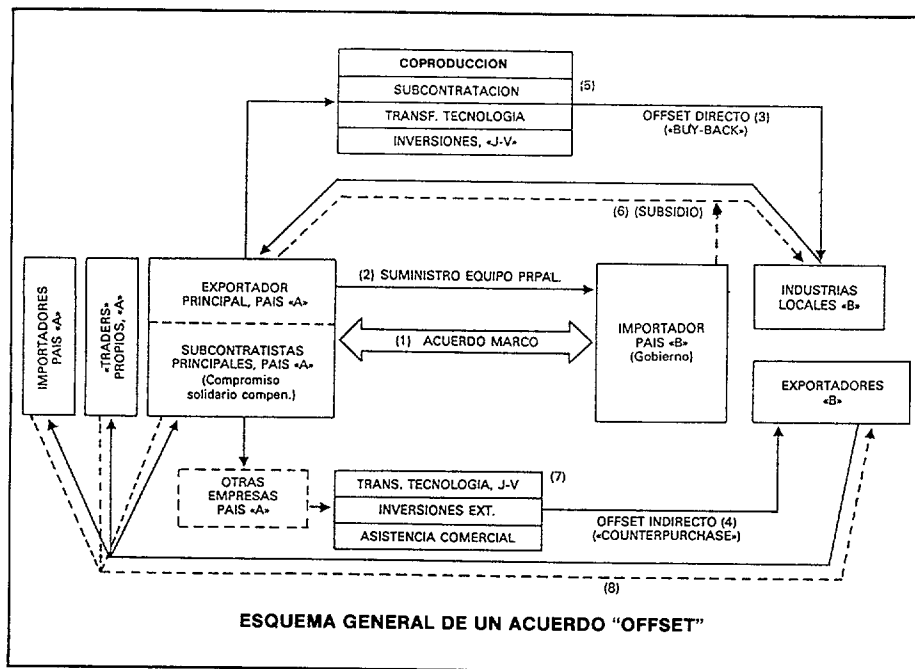 COPRODUCCION
SUBCONTRATACION
TRANSF. TECNOLOGIA
INVERSIONES, «J-V»
(5)
OFFSET DIRECTO (3)
(«BUY-BACK»)
(6) (SUBSIDIO)
IMPORTADORES
PAIS «A»
«TRADERS»
PROPIOS, «A»
EXPORTADOR
PRINCIPAL, PAIS «A»
SUBCONTRATISTAS
PRINCIPALES, PAIS «A»
(Compromiso
solidario compen.)
(2) SUMINISTRO EQUIPO PRPAL.
(1) ACUERDO MARCO
IMPORTADOR
PAIS «B»
(Gobierno)
INDUSTRIAS
LOCALES «B»
EXPORTADORES
«B»
OTRAS
EMPRESAS
PAIS «A»
TRANS. TECNOLOGIA, J-V
INVERSIONES EXT.
ASISTENCIA COMERCIAL
(7)
OFFSET INDIRECTO (4)
(«COUNTERPURCHASE»)
(8)
ESQUEMA GENERAL DE UN ACUERDO "OFFSET"